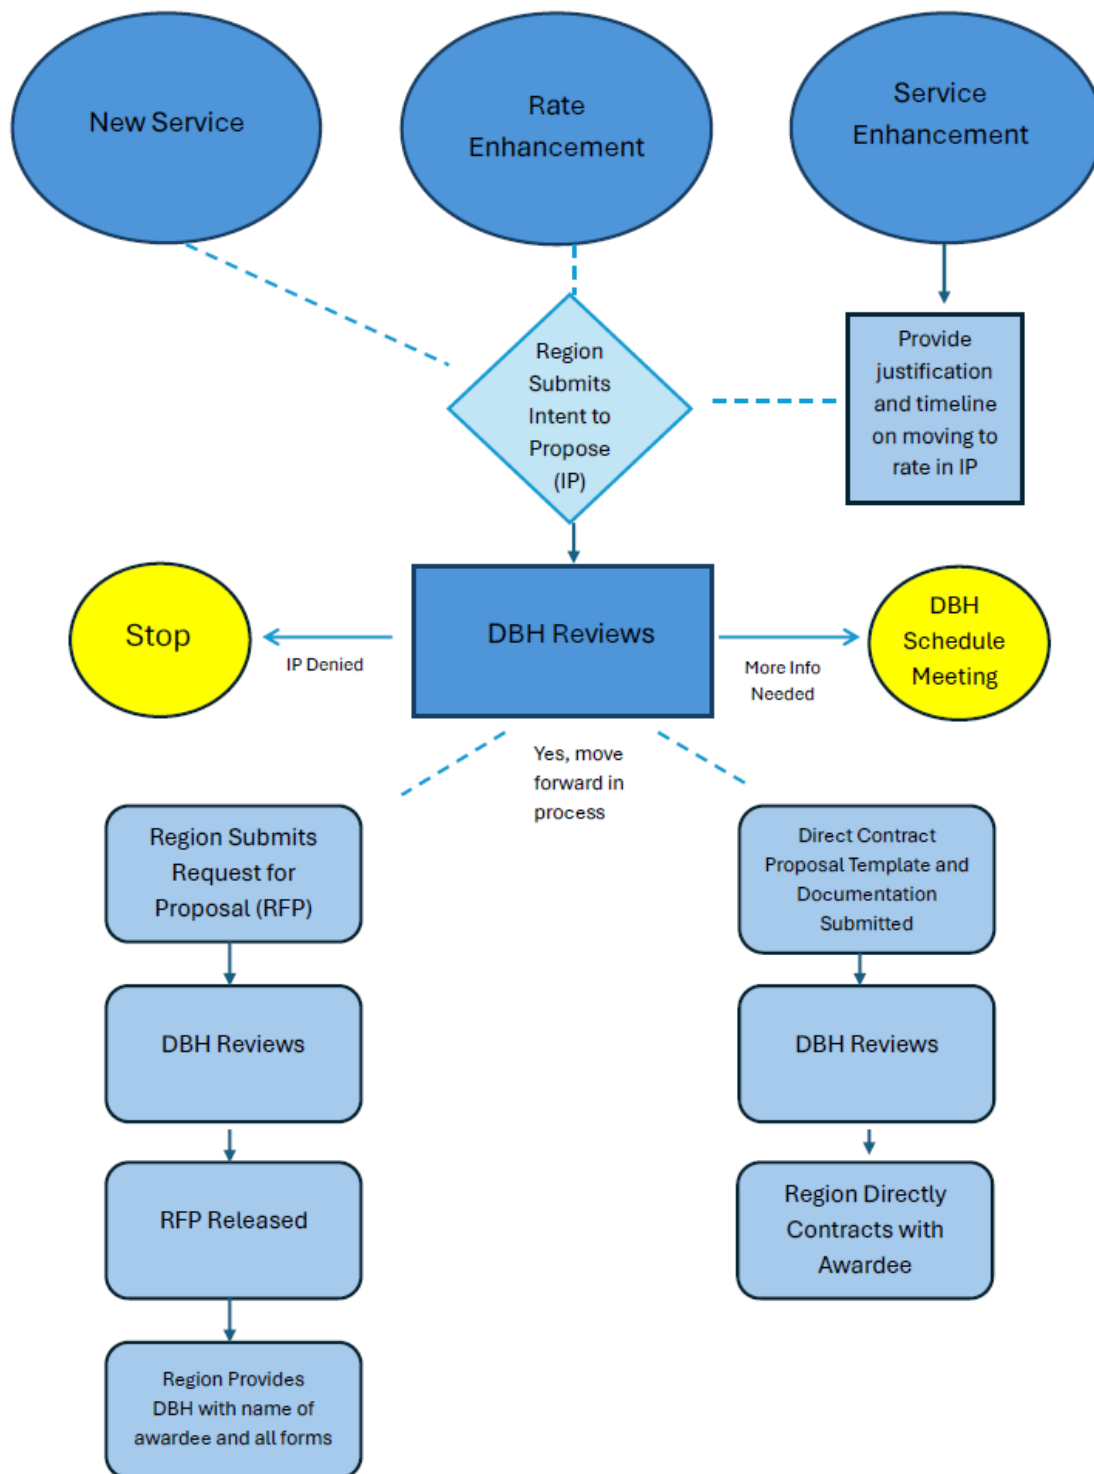 New Service
Rate
Enhancement
Service
Enhancement
Region
Submits
Intent to
Propose
(IP)
Provide
justification
and timeline
on moving to
rate in IP
Stop
IP Denied
DBH Reviews
More Info
Needed
DBH
Schedule
Meeting
Yes, move
forward in
process
Region Submits
Request for
Proposal (RFP)
Direct Contract
Proposal Template and
Documentation
Submitted
DBH Reviews
DBH Reviews
RFP Released
Region Directly
Contracts with
Awardee
Region Provides
DBH with name of
awardee and all forms